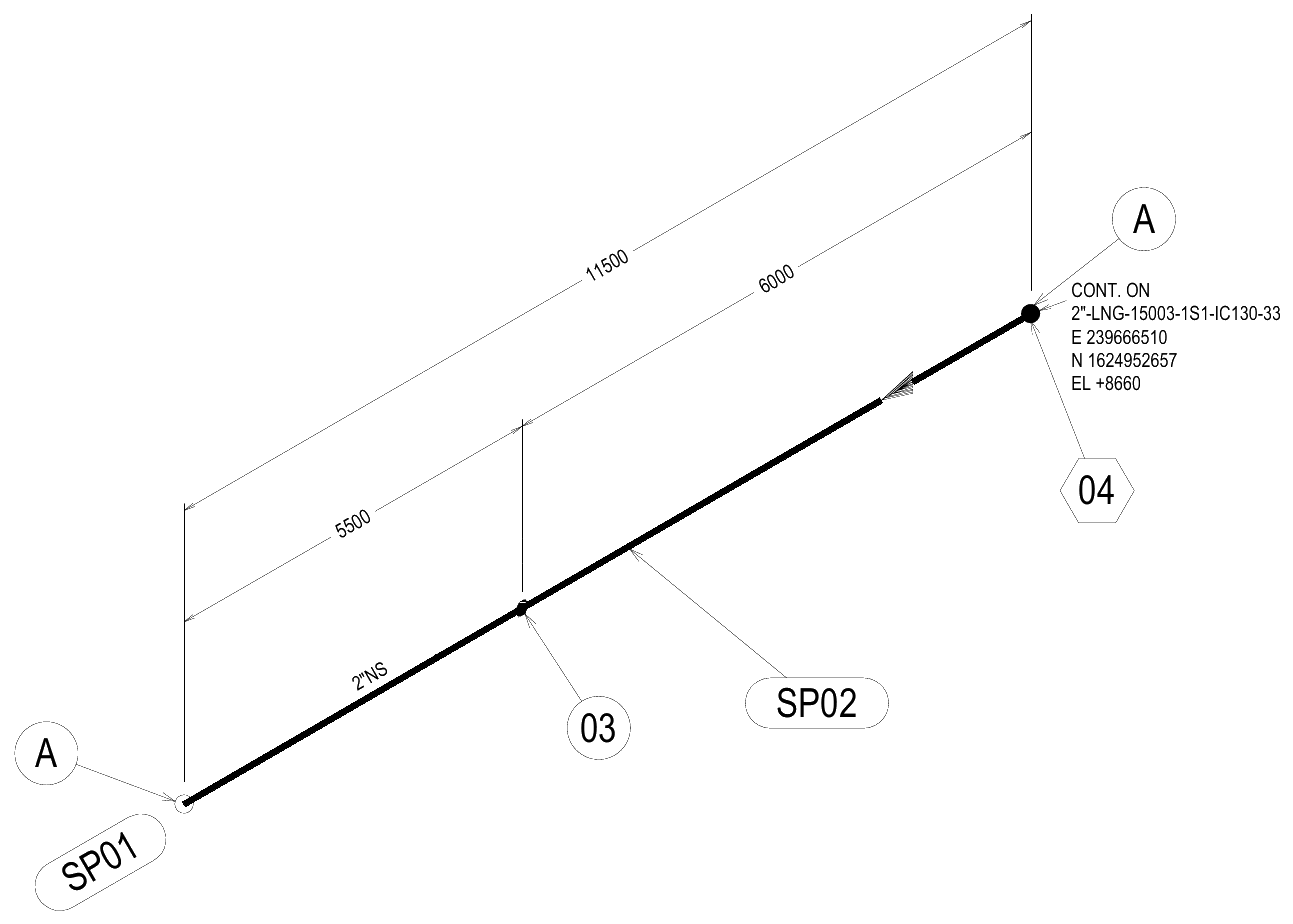 11500
6000
A
CONT. ON
2"-LNG-15003-1S1-IC130-33
E 239666510
N 1624952657
EL +8660
04
5500
2"NS
SP02
03
A
SP01